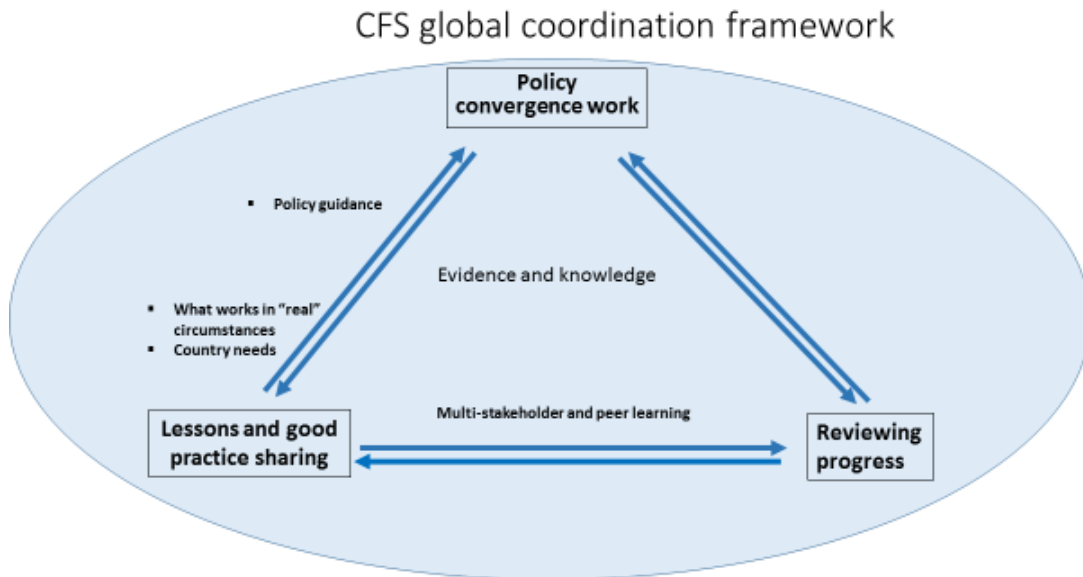 CFS global coordination framework
Policy
convergence work
▪ Policy guidance
Evidence and knowledge
▪ What works in “real”
circumstances
▪ Country needs
Multi-stakeholder and peer learning
Lessons and good
practice sharing
Reviewing
progress